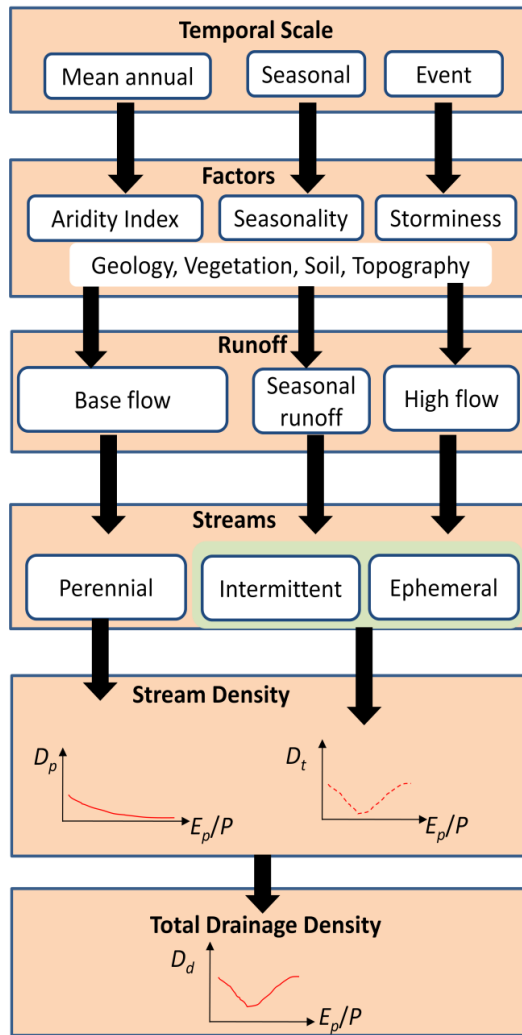 Temporal Scale
Mean annual
Seasonal
Event
Factors
Aridity Index
Seasonality
Storminess
Geology, Vegetation, Soil, Topography
Runoff
Base flow
Seasonal
runoff
High flow
Streams
Perennial
Intermittent
Ephemeral
Stream Density
Dp
Ep/P
Dt
Ep/P
Total Drainage Density
Dd
Ep/P